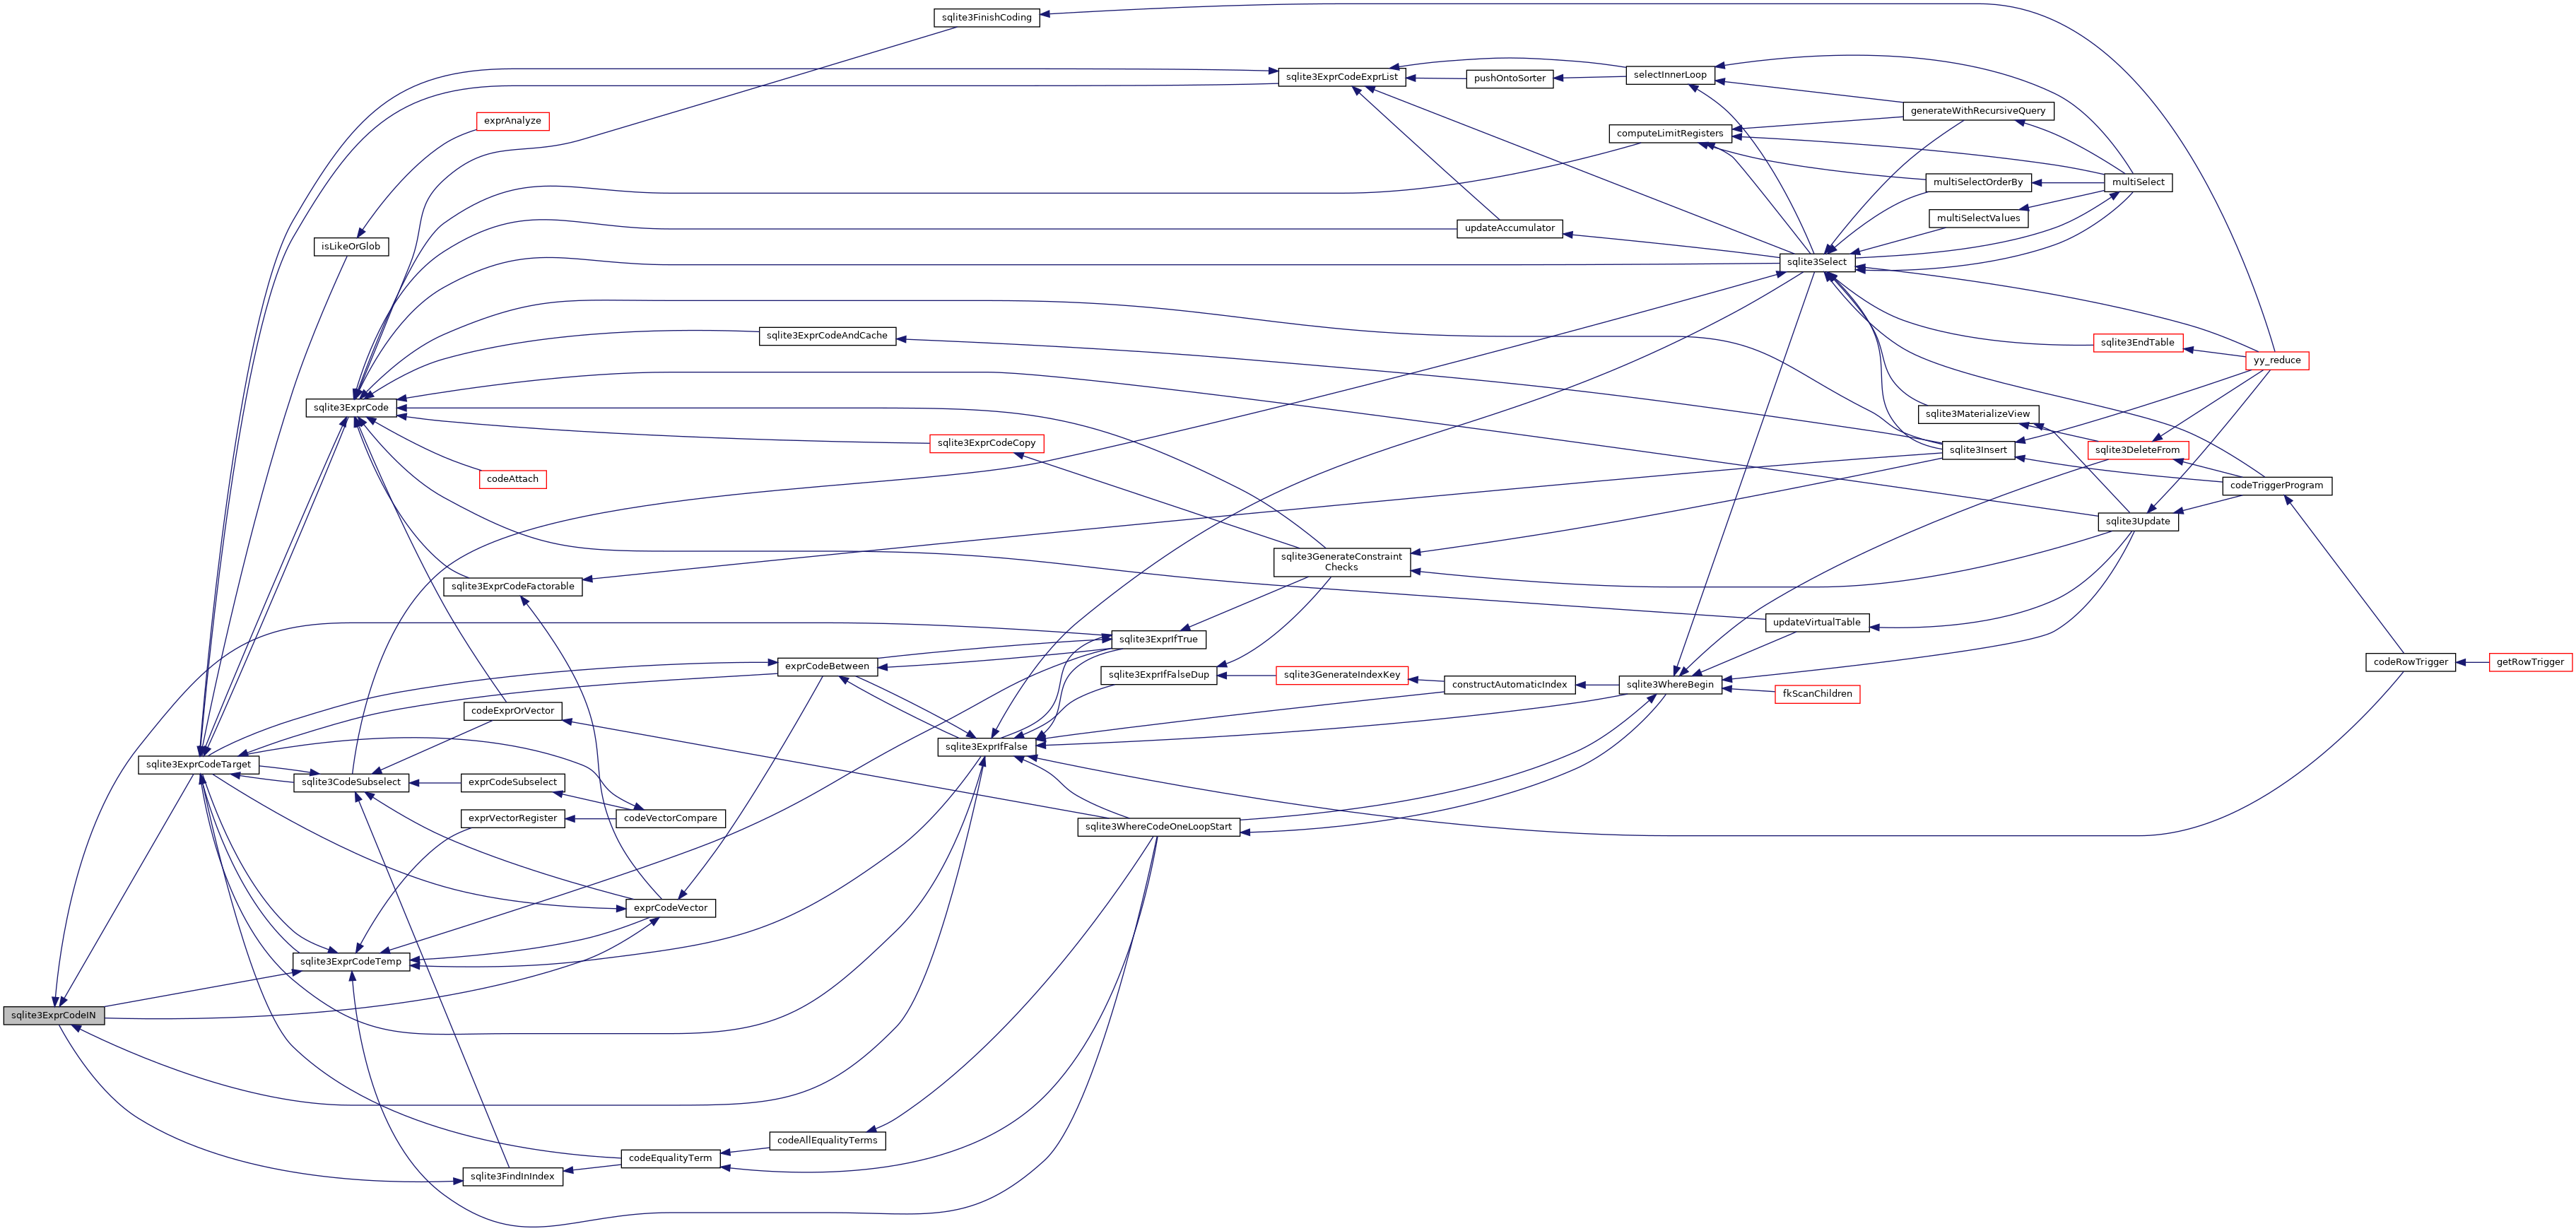 sqlite3FinishCoding
sqlite3ExprCodeExprList
pushOntoSorter
selectInnerLoop
generateWithRecursiveQuery
exprAnalyze
computeLimitRegisters
multiSelectOrderBy
multiSelect
multiSelectValues
updateAccumulator
isLikeOrGlob
sqlite3Select
sqlite3ExprCodeAndCache
sqlite3EndTable
yy_reduce
sqlite3ExprCode
sqlite3MaterializeView
sqlite3ExprCodeCopy
sqlite3Insert
sqlite3DeleteFrom
codeAttach
codeTriggerProgram
sqlite3Update
sqlite3GenerateConstraint
Checks
sqlite3ExprCodeFactorable
updateVirtualTable
sqlite3ExprIfTrue
exprCodeBetween
sqlite3ExprIfFalseDup
sqlite3GenerateIndexKey
constructAutomaticIndex
sqlite3WhereBegin
fkScanChildren
codeRowTrigger
getRowTrigger
codeExprOrVector
sqlite3ExprIfFalse
sqlite3ExprCodeTarget
sqlite3CodeSubselect
exprCodeSubselect
exprVectorRegister
codeVectorCompare
sqlite3WhereCodeOneLoopStart
exprCodeVector
sqlite3ExprCodeTemp
sqlite3ExprCodeIN
codeAllEqualityTerms
codeEqualityTerm
sqlite3FindInIndex